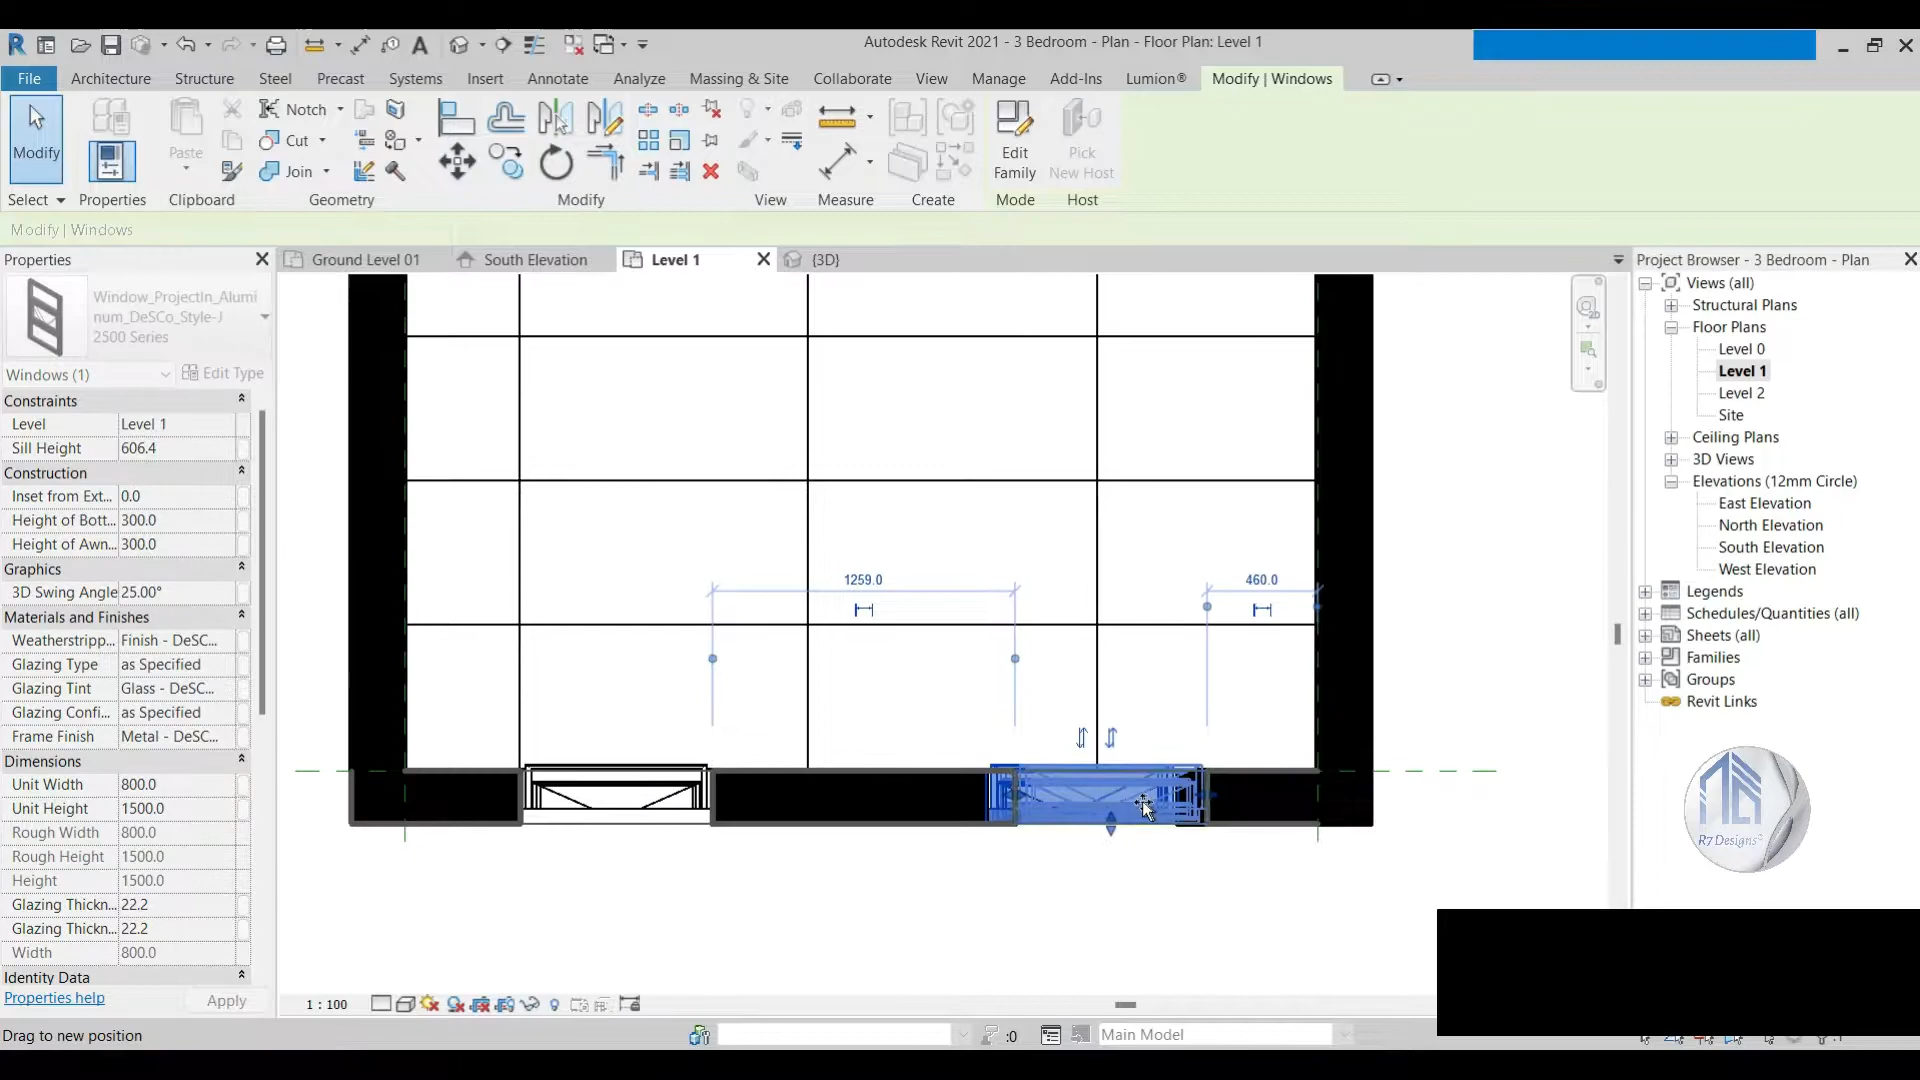 Autodesk Revit 2021 - 3 Bedroom - Plan - Floor Plan: Level 1
File Architecture Structure Steel Precast Systems Insert Annotate Analyze Massing & Site Collaborate View Manage Add-Ins Lumion® Modify | Windows
Notch
Cut
Join
Modify
Paste
Edit Family
Pick New Host
Select Properties Clipboard Geometry Modify View Measure Create Mode Host
Modify | Windows
Properties
Ground Level 01
South Elevation
Level 1
{3D}
Project Browser - 3 Bedroom - Plan
Window_ProjectIn_Alumi
num_DeSCo_Style-J
2500 Series
Windows (1)
Edit Type
Constraints
Level Level 1
Sill Height 606.4
Construction
Inset from Ext... 0.0
Height of Bott... 300.0
Height of Awn... 300.0
Graphics
3D Swing Angle 25.00°
Materials and Finishes
Weatherstripp... Finish - DeSC...
Glazing Type as Specified
Glazing Tint Glass - DeSC...
Glazing Confi... as Specified
Frame Finish Metal - DeSC...
Dimensions
Unit Width 800.0
Unit Height 1500.0
Rough Width 800.0
Rough Height 1500.0
Height 1500.0
Glazing Thickn... 22.2
Glazing Thickn... 22.2
Width 800.0
Identity Data
Properties help
Apply
1259.0
460.0
Views (all)
Structural Plans
Floor Plans
Level 0
Level 1
Level 2
Site
Ceiling Plans
3D Views
Elevations (12mm Circle)
East Elevation
North Elevation
South Elevation
West Elevation
Legends
Schedules/Quantities (all)
Sheets (all)
Families
Groups
Revit Links
R7 Designs
1 : 100
Drag to new position
:0
Main Model